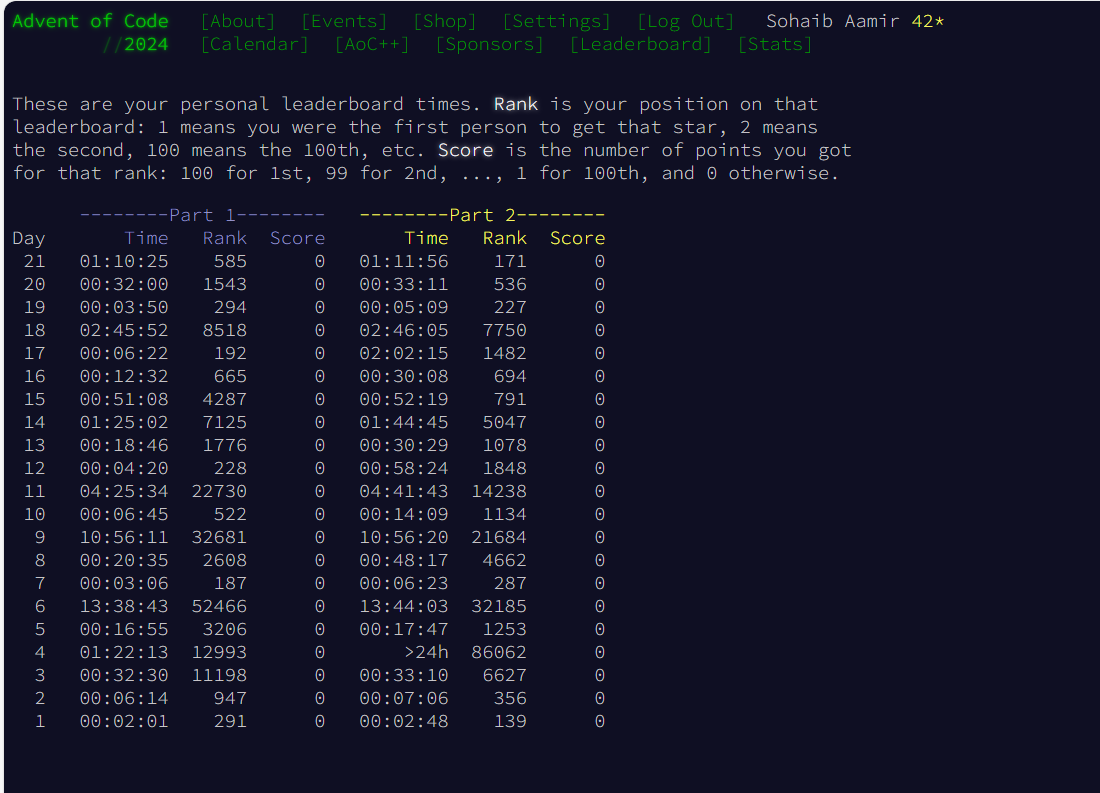 Advent of Code [About] [Events] [Shop] [Settings] [Log Out] Sohaib Aamir 42*
//2024 [Calendar] [AoC++] [Sponsors] [Leaderboard] [Stats]
These are your personal leaderboard times. Rank is your position on that
leaderboard: 1 means you were the first person to get that star, 2 means
the second, 100 means the 100th, etc. Score is the number of points you got
for that rank: 100 for 1st, 99 for 2nd, ..., 1 for 100th, and 0 otherwise.
--------Part 1-------- --------Part 2--------
Day Time Rank Score Time Rank Score
21 01:10:25 585 0 01:11:56 171 0
20 00:32:00 1543 0 00:33:11 536 0
19 00:03:50 294 0 00:05:09 227 0
18 02:45:52 8518 0 02:46:05 7750 0
17 00:06:22 192 0 02:02:15 1482 0
16 00:12:32 665 0 00:30:08 694 0
15 00:51:08 4287 0 00:52:19 791 0
14 01:25:02 7125 0 01:44:45 5047 0
13 00:18:46 1776 0 00:30:29 1078 0
12 00:04:20 228 0 00:58:24 1848 0
11 04:25:34 22730 0 04:41:43 14238 0
10 00:06:45 522 0 00:14:09 1134 0
9 10:56:11 32681 0 10:56:20 21684 0
8 00:20:35 2608 0 00:48:17 4662 0
7 00:03:06 187 0 00:06:23 287 0
6 13:38:43 52466 0 13:44:03 32185 0
5 00:16:55 3206 0 00:17:47 1253 0
4 01:22:13 12993 0 >24h 86062 0
3 00:32:30 11198 0 00:33:10 6627 0
2 00:06:14 947 0 00:07:06 356 0
1 00:02:01 291 0 00:02:48 139 0